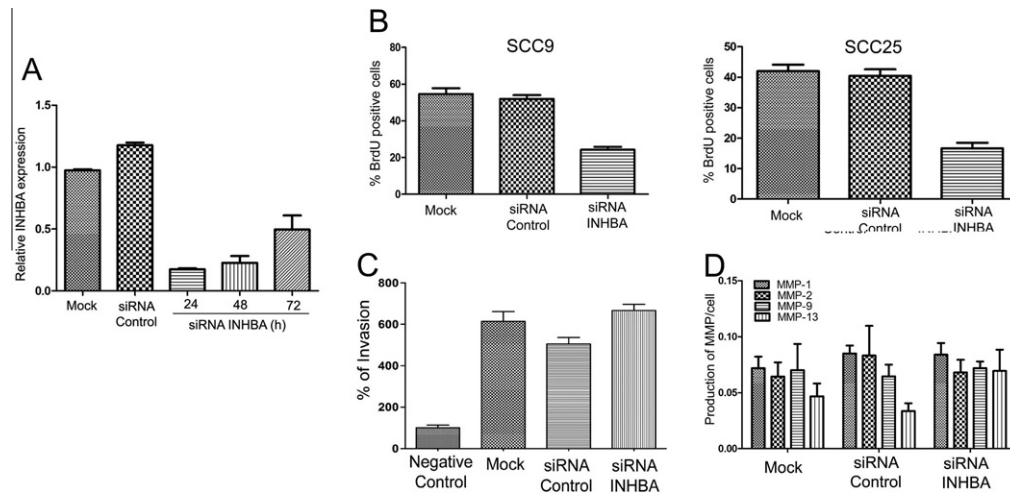 A
Relative INHBA expression
1.5
1.0
0.5
0.0
Mock
siRNA
Control
24
48
72
siRNA INHBA (h)
B
SCC9
% BrdU positive cells
80
60
40
20
0
Mock
siRNA
Control
siRNA
INHBA
SCC25
% BrdU positive cells
50
40
30
20
10
0
Mock
siRNA
Control
siRNA
INHBA
C
% of Invasion
800
600
400
200
0
Negative
Control
Mock
siRNA
Control
siRNA
INHBA
D
Production of MMP/cell
0.15
0.10
0.05
0.00
MMP-1
MMP-2
MMP-9
MMP-13
Mock
siRNA
Control
siRNA
INHBA